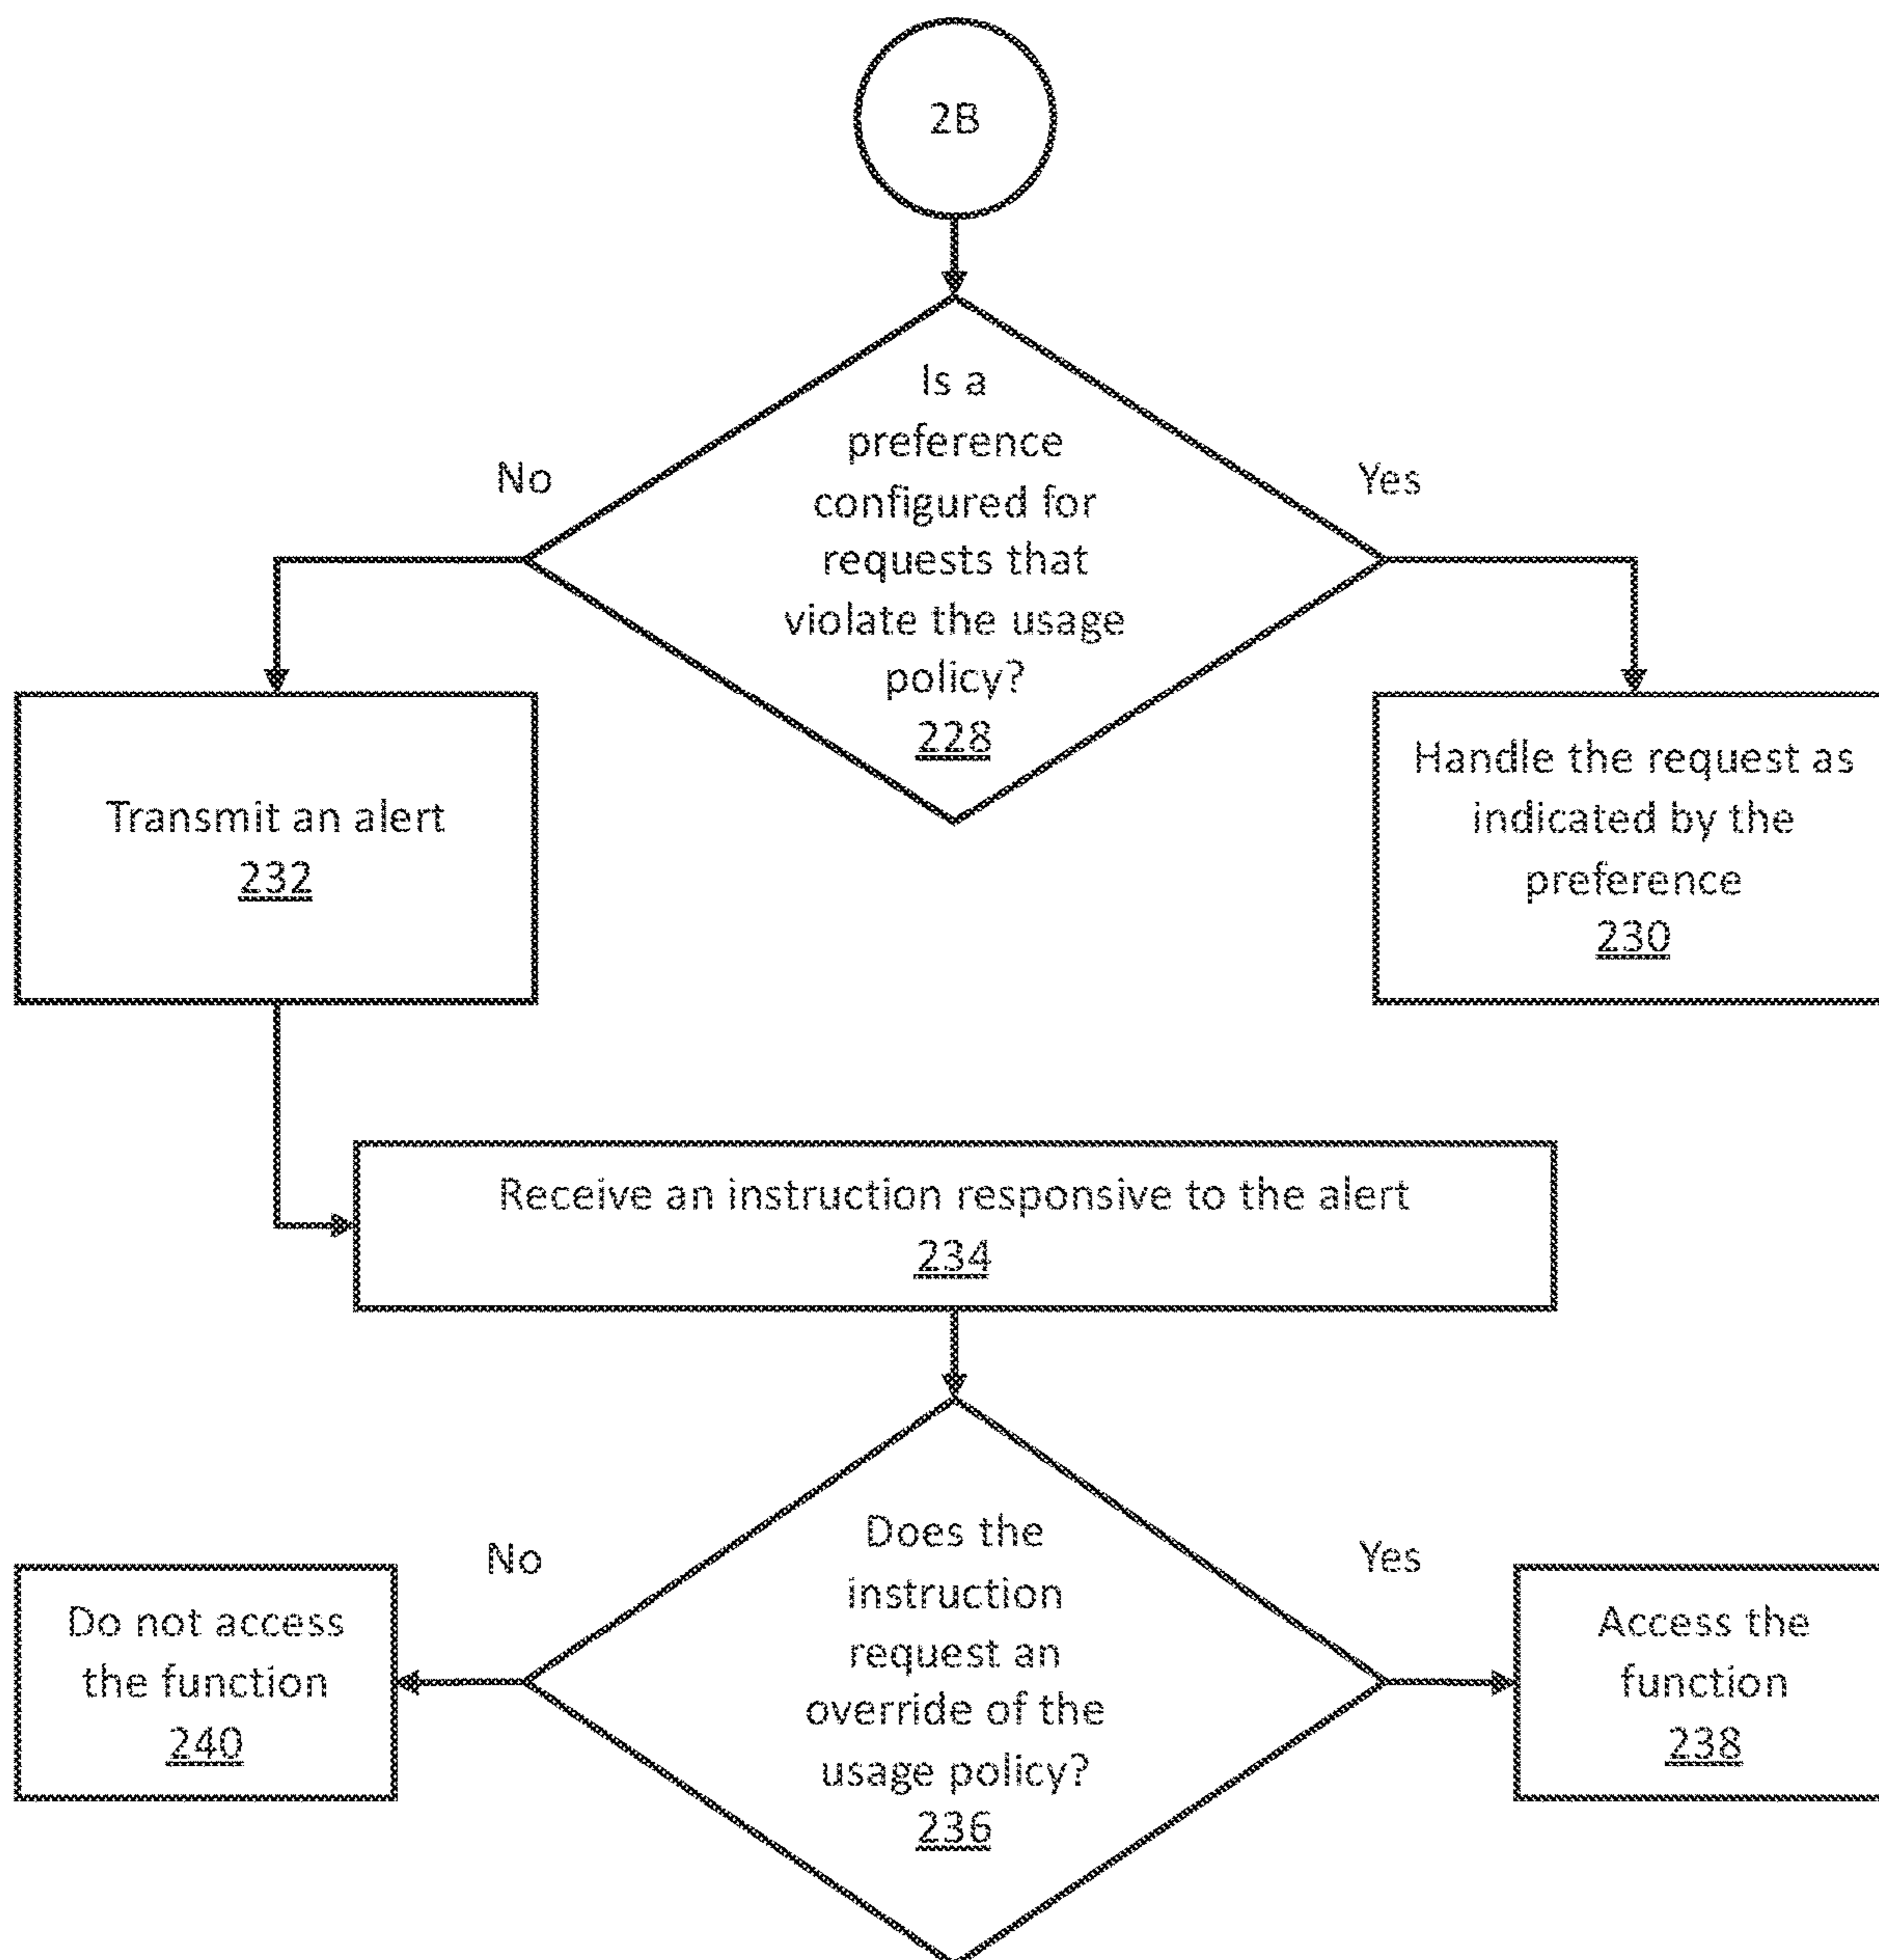 2B
Is a
preference
configured for
requests that
violate the usage
policy?
228
No
Yes
Transmit an alert
232
Handle the request as
indicated by the
preference
230
Receive an instruction responsive to the alert
234
Does the
instruction
request an
override of the
usage policy?
236
No
Yes
Do not access
the function
240
Access the
function
238